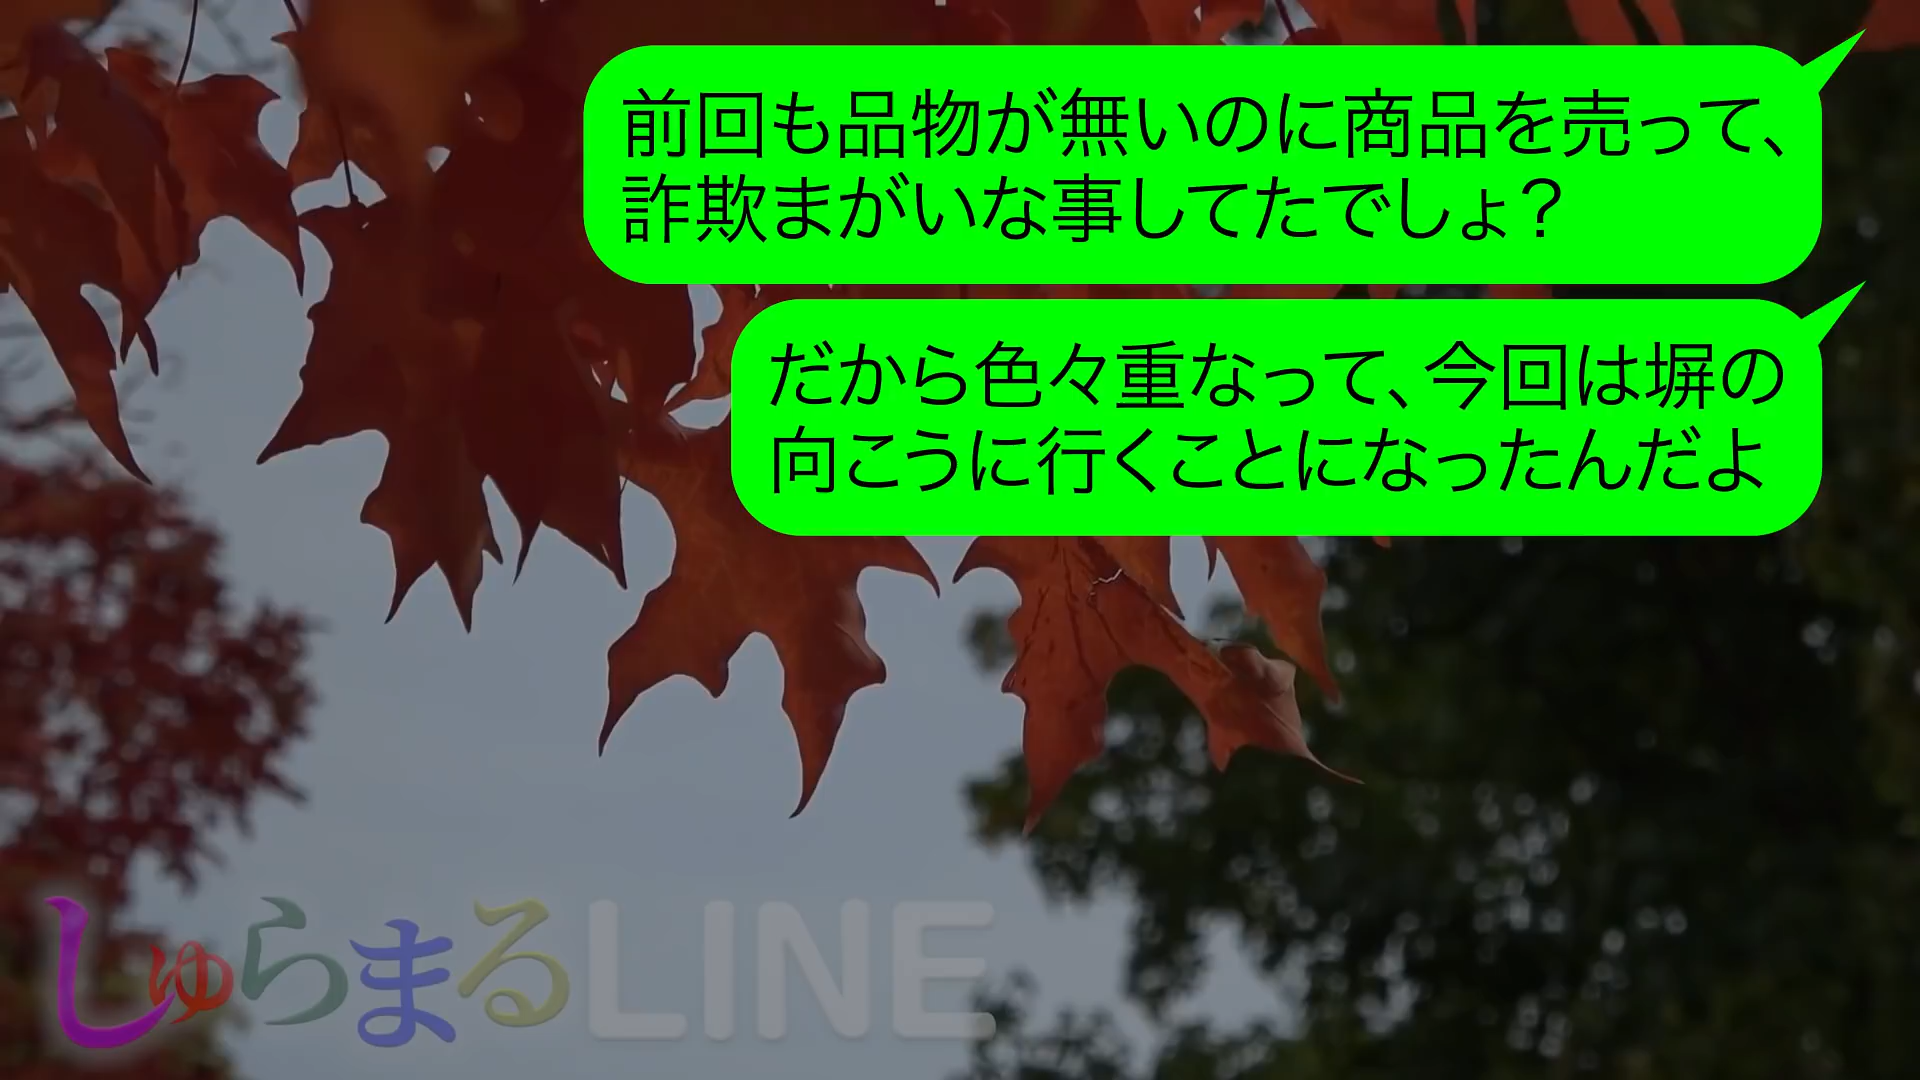 前回も品物が無いのに商品を売って、
詐欺まがいな事してたでしょ？
だから色々重なって、今回は塀の
向こうに行くことになったんだよ
しゅらまるLINE